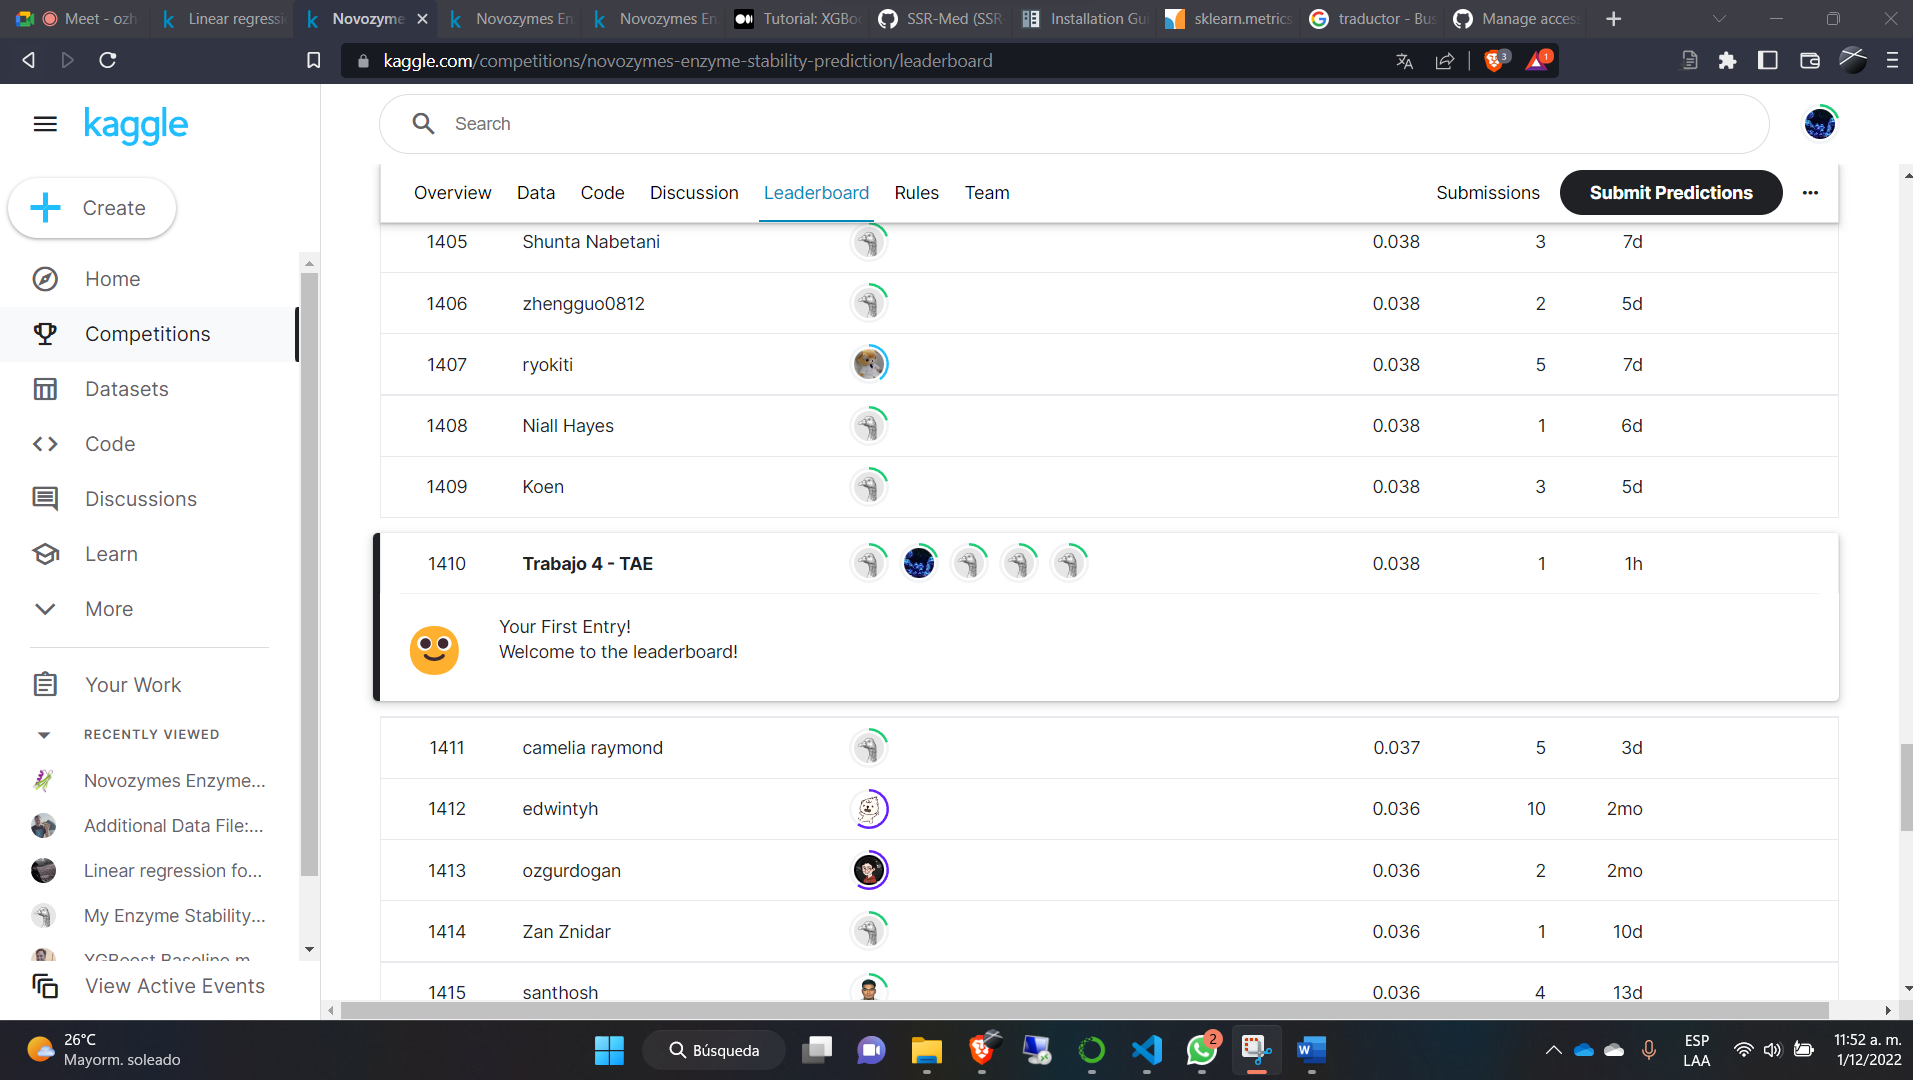 Meet - ozh
Linear regressi
Novozyme
Novozymes En
Novozymes En
Tutorial: XGBoo
SSR-Med (SSR-
Installation Gui
sklearn.metrics
traductor - Bus
Manage access
kaggle.com/competitions/novozymes-enzyme-stability-prediction/leaderboard
3
1
kaggle
Search
Create
Overview Data Code Discussion Leaderboard Rules Team Submissions Submit Predictions
Home
Competitions
Datasets
Code
Discussions
Learn
More
Your Work
RECENTLY VIEWED
Novozymes Enzyme...
Additional Data File:...
Linear regression fo...
My Enzyme Stability...
XGBoost Baseline m
View Active Events
1405 Shunta Nabetani 0.038 3 7d
1406 zhengguo0812 0.038 2 5d
1407 ryokiti 0.038 5 7d
1408 Niall Hayes 0.038 1 6d
1409 Koen 0.038 3 5d
1410 Trabajo 4 - TAE 0.038 1 1h
Your First Entry!
Welcome to the leaderboard!
1411 camelia raymond 0.037 5 3d
1412 edwintyh 0.036 10 2mo
1413 ozgurdogan 0.036 2 2mo
1414 Zan Znidar 0.036 1 10d
1415 santhosh 0.036 4 13d
26°C
Mayorm. soleado
Búsqueda
2
ESP
LAA
11:52 a. m.
1/12/2022